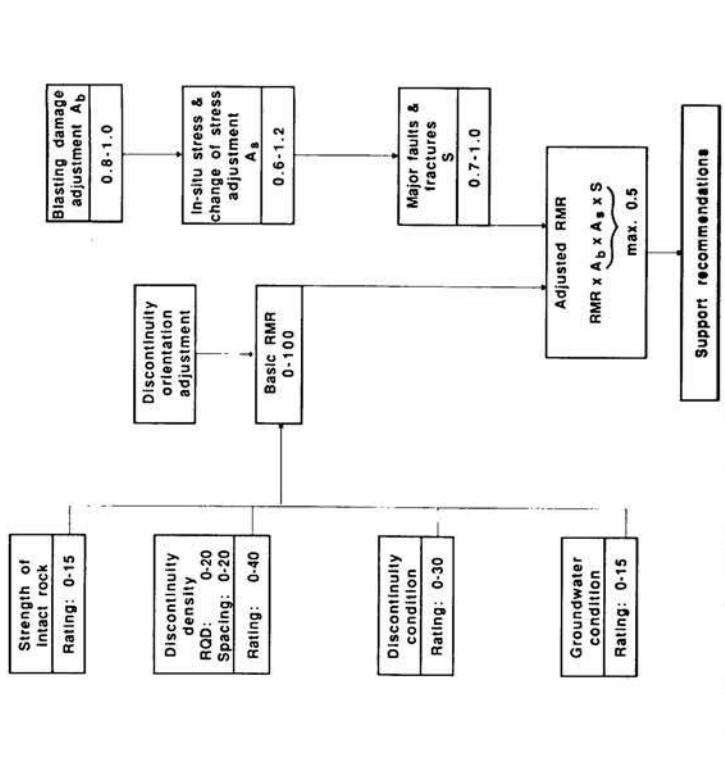 Strength of
intact rock
Rating: 0-15
Discontinuity
density
RQD: 0-20
Spacing: 0-20
Rating: 0-40
Discontinuity
condition
Rating: 0-30
Groundwater
condition
Rating: 0-15
Discontinuity
orientation
adjustment
Basic RMR
0-100
Blasting damage
adjustment Ab
0.8-1.0
In-situ stress &
change of stress
adjustment
As
0.6-1.2
Major faults &
fractures
S
0.7-1.0
Adjusted RMR
RMR x Ab x As x S
max. 0.5
Support recommendations